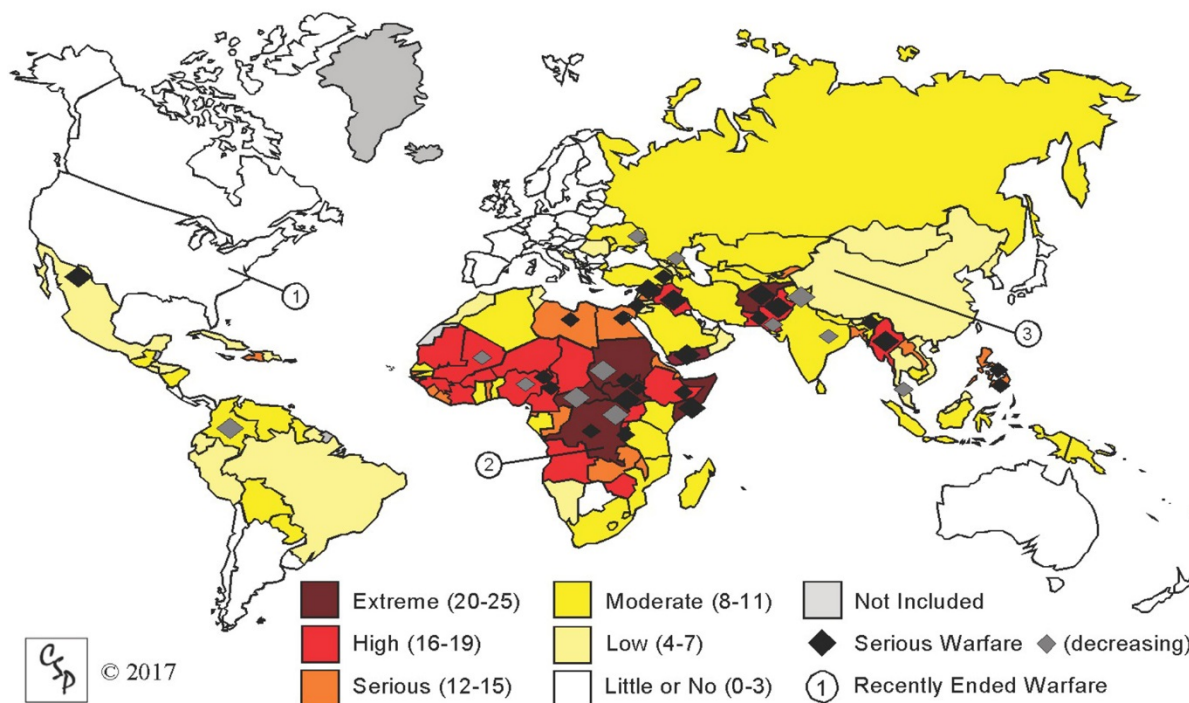 1
3
2
Extreme (20-25)
Moderate (8-11)
Not Included
High (16-19)
Low (4-7)
Serious Warfare
(decreasing)
CSP
© 2017
Serious (12-15)
Little or No (0-3)
1 Recently Ended Warfare